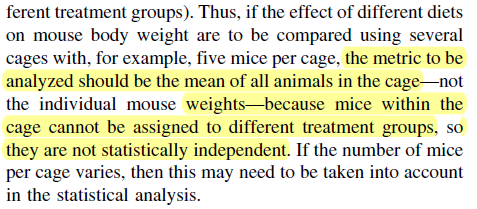 ferent treatment groups). Thus, if the effect of different diets
on mouse body weight are to be compared using several
cages with, for example, five mice per cage, the metric to be
analyzed should be the mean of all animals in the cage—not
the individual mouse weights—because mice within the
cage cannot be assigned to different treatment groups, so
they are not statistically independent. If the number of mice
per cage varies, then this may need to be taken into account
in the statistical analysis.